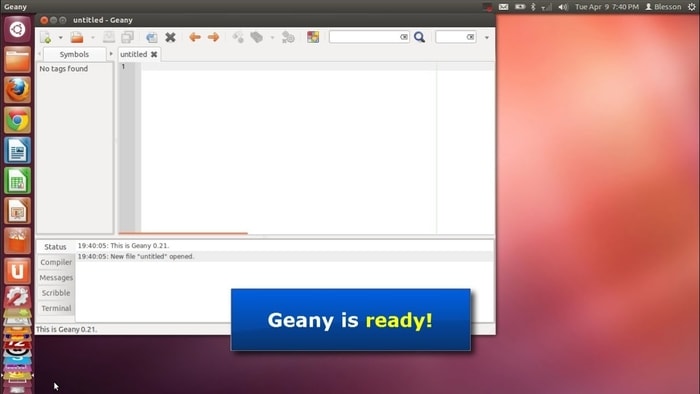 Geany
Tue Apr 9 7:40 PM
Blesson
untitled - Geany
Symbols
untitled
No tags found
1
Status
Compiler
Messages
Scribble
Terminal
19:40:05: This is Geany 0.21.
19:40:05: New file "untitled" opened.
This is Geany 0.21.
Geany is ready!